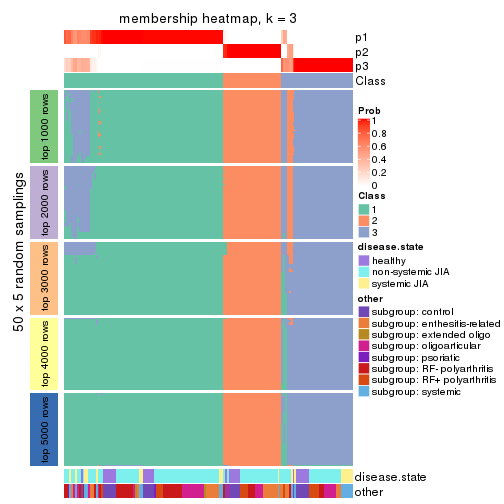 membership heatmap, k = 3
p1
p2
p3
Class
50 x 5 random samplings
top 1000 rows
top 2000 rows
top 3000 rows
top 4000 rows
top 5000 rows
Prob
1
0.8
0.6
0.4
0.2
0
Class
1
2
3
disease.state
healthy
non-systemic JIA
systemic JIA
other
subgroup: control
subgroup: enthesitis-related
subgroup: extended oligo
subgroup: oligoarticular
subgroup: psoriatic
subgroup: RF- polyarthritis
subgroup: RF+ polyarthritis
subgroup: systemic
disease.state
other